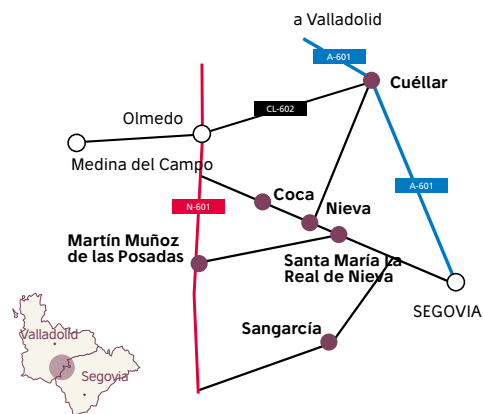 a Valladolid
A-601
Cuéllar
CL-602
Olmedo
Medina del Campo
A-601
Coca
N-601
Nieva
Martín Muñoz
de las Posadas
Santa María La
Real de Nieva
SEGOVIA
Sangarcía
Valladolid
Segovia